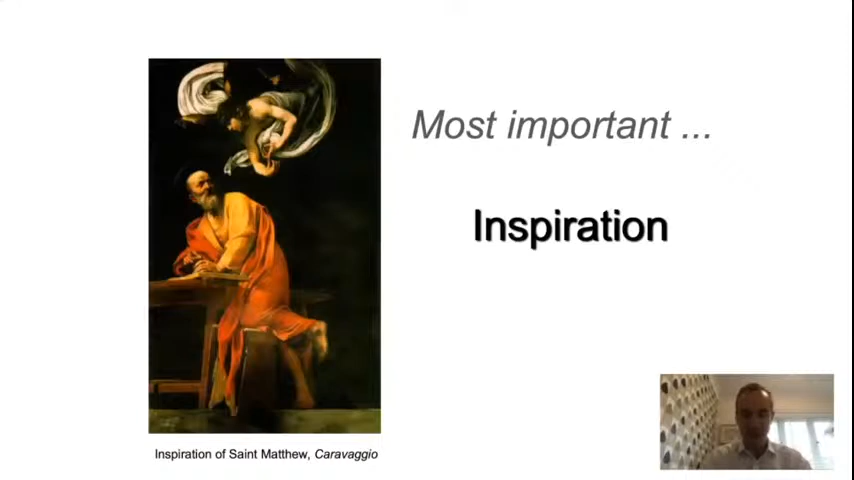 Most important ...
Inspiration
Inspiration of Saint Matthew, Caravaggio